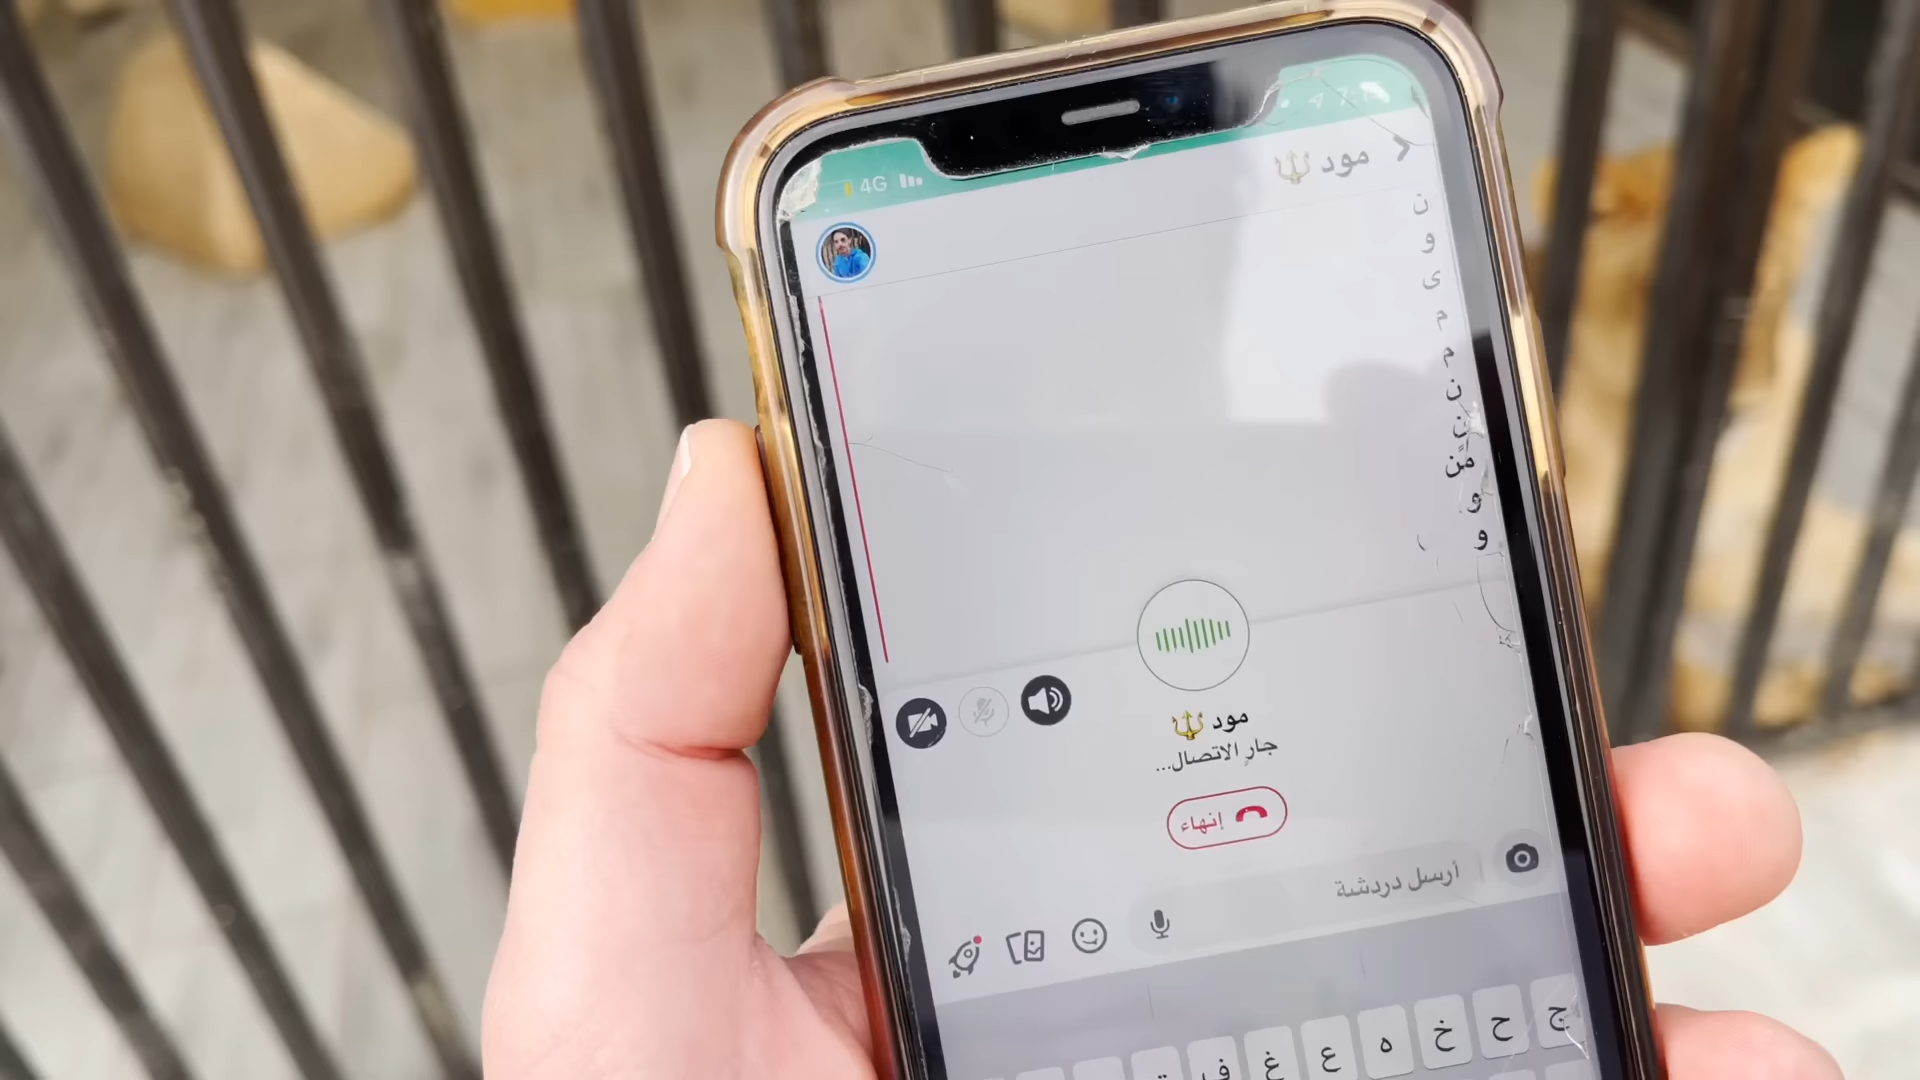 4G
مود 🔱
ن
و
ى
م
م
ن
ن
من
و
و
مود 🔱
جارٍ الاتصال...
إنهاء
أرسل دردشة
ج ح خ ه ع غ ف